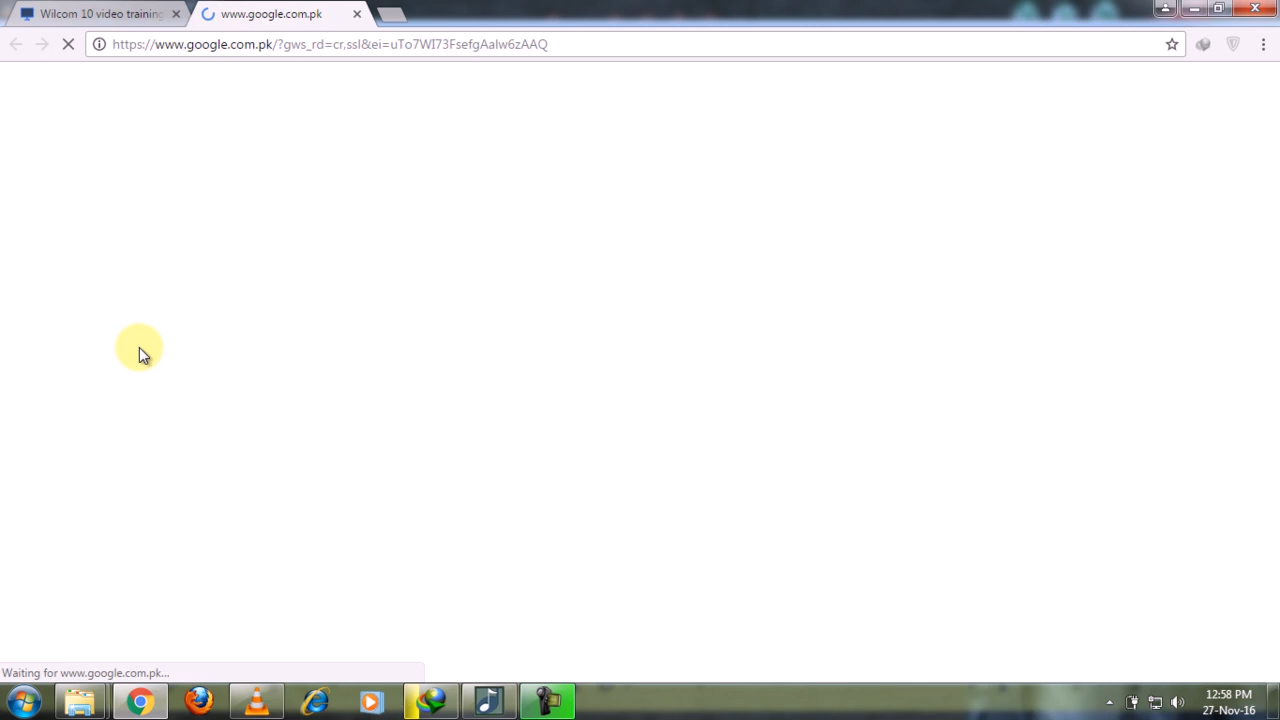 Wilcom 10 video training
www.google.com.pk
https://www.google.com.pk/?gws_rd=cr,ssl&ei=uTo7WI73FsefgAalw6zAAQ
Waiting for www.google.com.pk...
12:58 PM
27-Nov-16